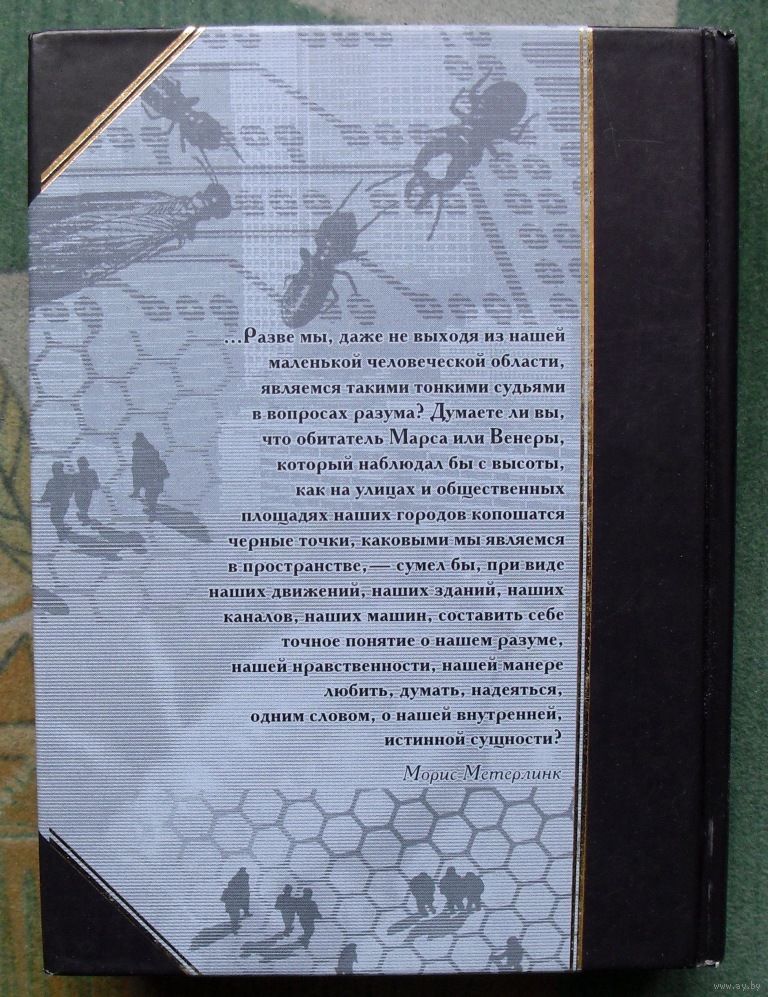 ...Разве мы, даже не выходя из нашей
маленькой человеческой области,
являемся такими тонкими судьями
в вопросах разума? Думаете ли вы,
что обитатель Марса или Венеры,
который наблюдал бы с высоты,
как на улицах и общественных
площадях наших городов копошатся
черные точки, каковыми мы являемся
в пространстве,— сумел бы, при виде
наших движений, наших зданий, наших
каналов, наших машин, составить себе
точное понятие о нашем разуме,
нашей нравственности, нашей манере
любить, думать, надеяться,
одним словом, о нашей внутренней,
истинной сущности?
Морис Метерлинк
www.ay.by